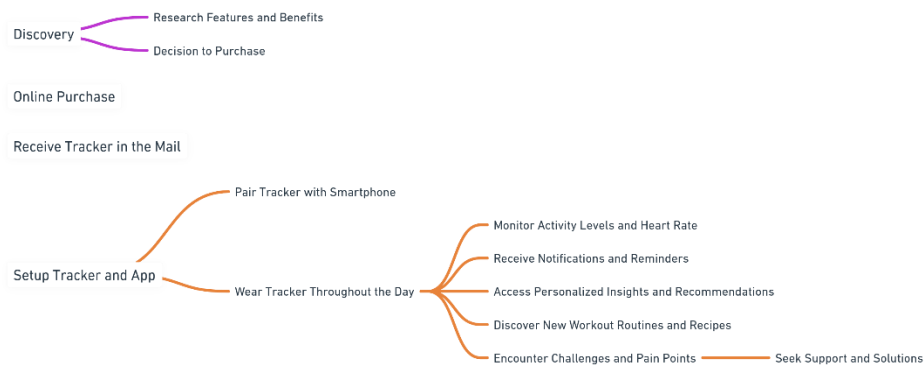 Discovery
Research Features and Benefits
Decision to Purchase
Online Purchase
Receive Tracker in the Mail
Setup Tracker and App
Pair Tracker with Smartphone
Wear Tracker Throughout the Day
Monitor Activity Levels and Heart Rate
Receive Notifications and Reminders
Access Personalized Insights and Recommendations
Discover New Workout Routines and Recipes
Encounter Challenges and Pain Points
Seek Support and Solutions